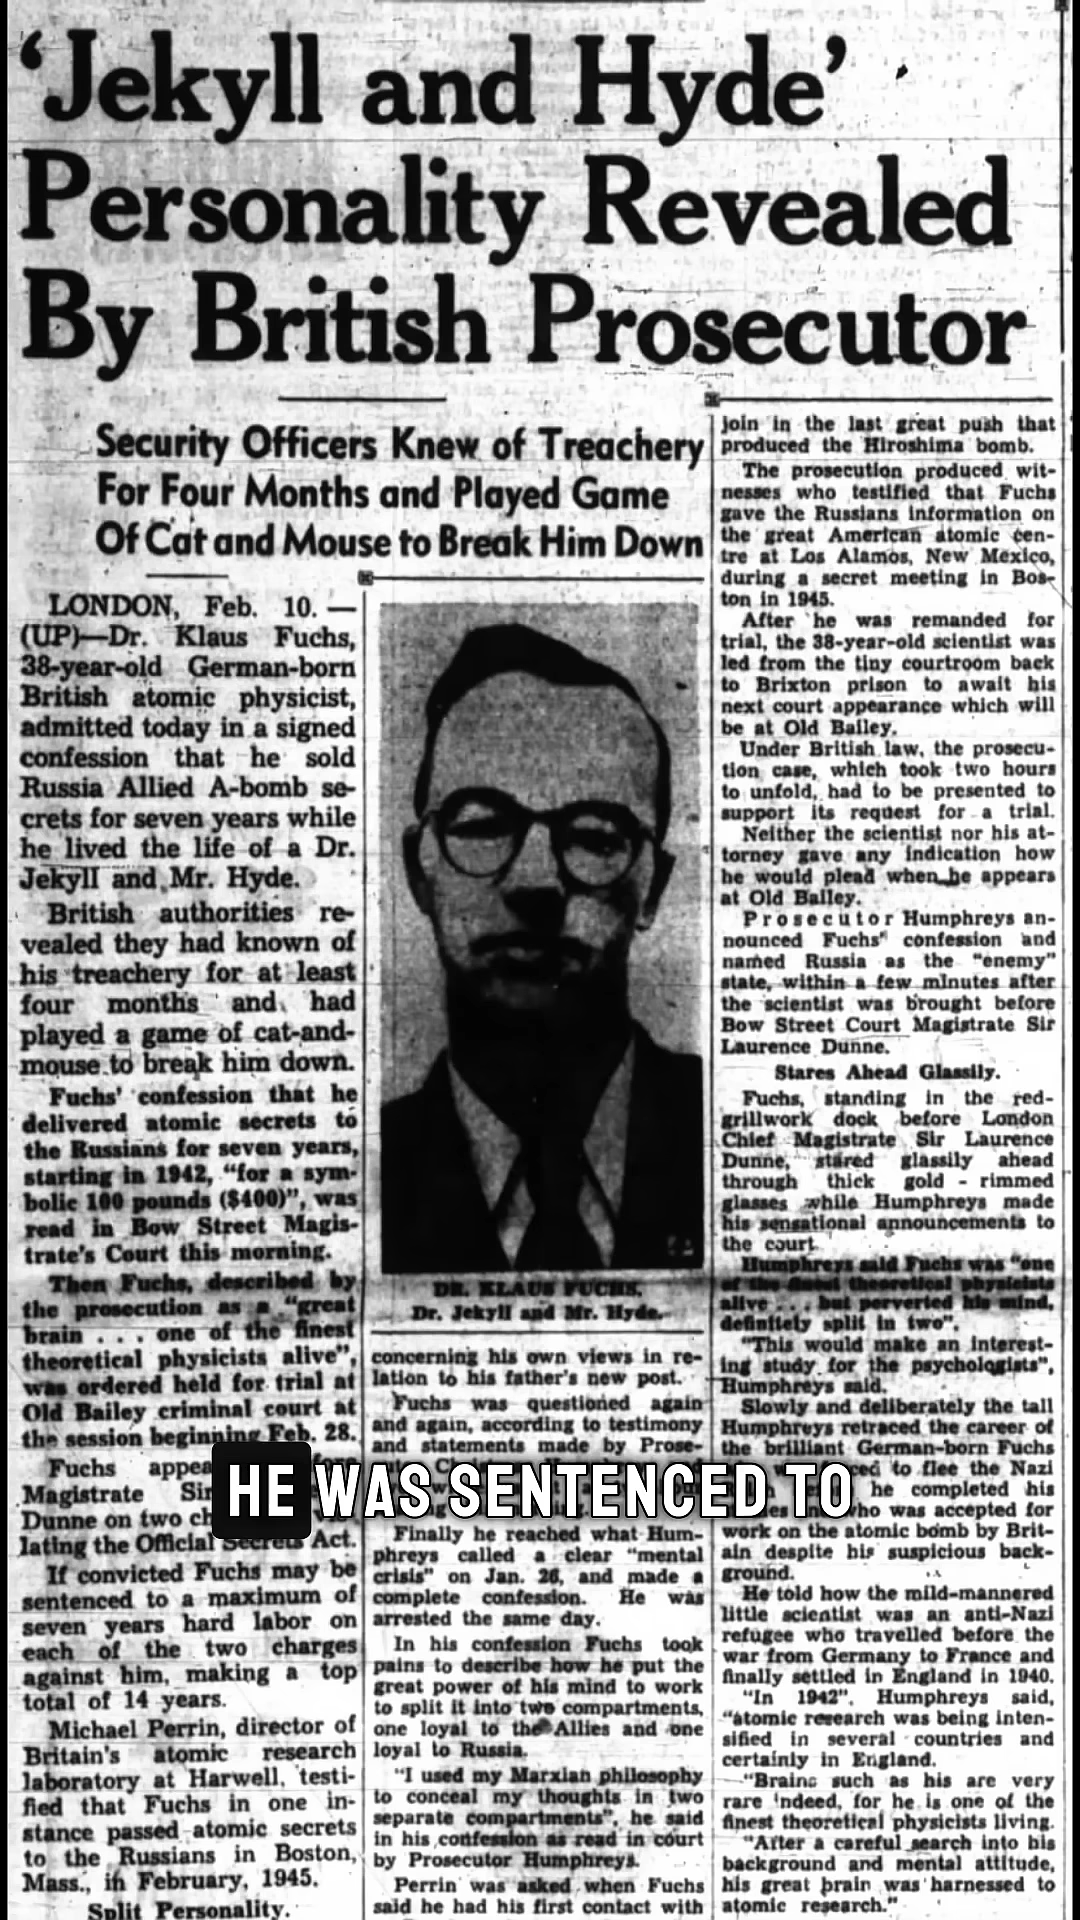 ‘Jekyll and Hyde’
Personality Revealed
By British Prosecutor
Security Officers Knew of Treachery
For Four Months and Played Game
Of Cat and Mouse to Break Him Down
LONDON, Feb. 10. —
(UP)—Dr. Klaus Fuchs,
38-year-old German-born
British atomic physicist,
admitted today in a signed
confession that he sold
Russia Allied A-bomb se-
crets for seven years while
he lived the life of a Dr.
Jekyll and Mr. Hyde.
British authorities re-
vealed they had known of
his treachery for at least
four months and had
played a game of cat-and-
mouse to break him down.
Fuchs' confession that he
delivered atomic secrets to
the Russians for seven years,
starting in 1942, "for a sym-
bolic 100 pounds ($400)", was
read in Bow Street Magis-
trate's Court this morning.
Then Fuchs, described by
the prosecution as a "great
brain . . . one of the finest
theoretical physicists alive",
was ordered held for trial at
Old Bailey criminal court at
the session beginning Feb. 28.
Fuchs
Magistrate Sir
Dunne on two
lating the Official Secrets Act.
If convicted Fuchs may be
sentenced to a maximum of
seven years hard labor on
each of the two charges
against him, making a top
total of 14 years.
Michael Perrin, director of
Britain's atomic research
laboratory at Harwell, testi-
fied that Fuchs in one in-
stance passed atomic secrets
to the Russians in Boston,
Mass., in February, 1945.
Split Personality.
DR. KLAUS FUCHS.
Dr. Jekyll and Mr. Hyde.
concerning his own views in re-
lation to his father's new post.
Fuchs was questioned again
and again, according to testimony
and statements made by Prose-
HE WAS SENTENCED TO
Finally he reached what Hum-
phreys called a clear "mental
crisis" on Jan. 26, and made a
complete confession. He was
arrested the same day.
In his confession Fuchs took
pains to describe how he put the
great power of his mind to work
to split it into two compartments,
one loyal to the Allies and one
loyal to Russia.
"I used my Marxian philosophy
to conceal my thoughts in two
separate compartments", he said
in his confession as read in court
by Prosecutor Humphreys.
Perrin was asked when Fuchs
said he had his first contact with
join in the last great push that
produced the Hiroshima bomb.
The prosecution produced wit-
nesses who testified that Fuchs
gave the Russians information on
the great American atomic cen-
tre at Los Alamos, New Mexico,
during a secret meeting in Bos-
ton in 1945.
After he was remanded for
trial, the 38-year-old scientist was
led from the tiny courtroom back
to Brixton prison to await his
next court appearance which will
be at Old Bailey.
Under British law, the prosecu-
tion case, which took two hours
to unfold, had to be presented to
support its request for a trial.
Neither the scientist nor his at-
torney gave any indication how
he would plead when he appears
at Old Bailey.
Prosecutor Humphreys an-
nounced Fuchs' confession and
named Russia as the "enemy"
state, within a few minutes after
the scientist was brought before
Bow Street Court Magistrate Sir
Laurence Dunne.
Stares Ahead Glassily.
Fuchs, standing in the red-
grillwork dock before London
Chief Magistrate Sir Laurence
Dunne, stared glassily ahead
through thick gold - rimmed
glasses while Humphreys made
his sensational announcements to
the court
Humphreys said Fuchs was "one
of the finest theoretical physicists
alive . . . but perverted his mind,
definitely split in two".
"This would make an interest-
ing study for the psychologists",
Humphreys said.
Slowly and deliberately the tall
Humphreys retraced the career of
the brilliant German-born Fuchs
to flee the Nazi
he completed his
who was accepted for
work on the atomic bomb by Brit-
ain despite his suspicious back-
ground.
He told how the mild-mannered
little scientist was an anti-Nazi
refugee who travelled before the
war from Germany to France and
finally settled in England in 1940.
"In 1942", Humphreys said,
"atomic research was being inten-
sified in several countries and
certainly in England.
"Brains such as his are very
rare indeed, for he is one of the
finest theoretical physicists living.
"After a careful search into his
background and mental attitude,
his great brain was harnessed to
atomic research."